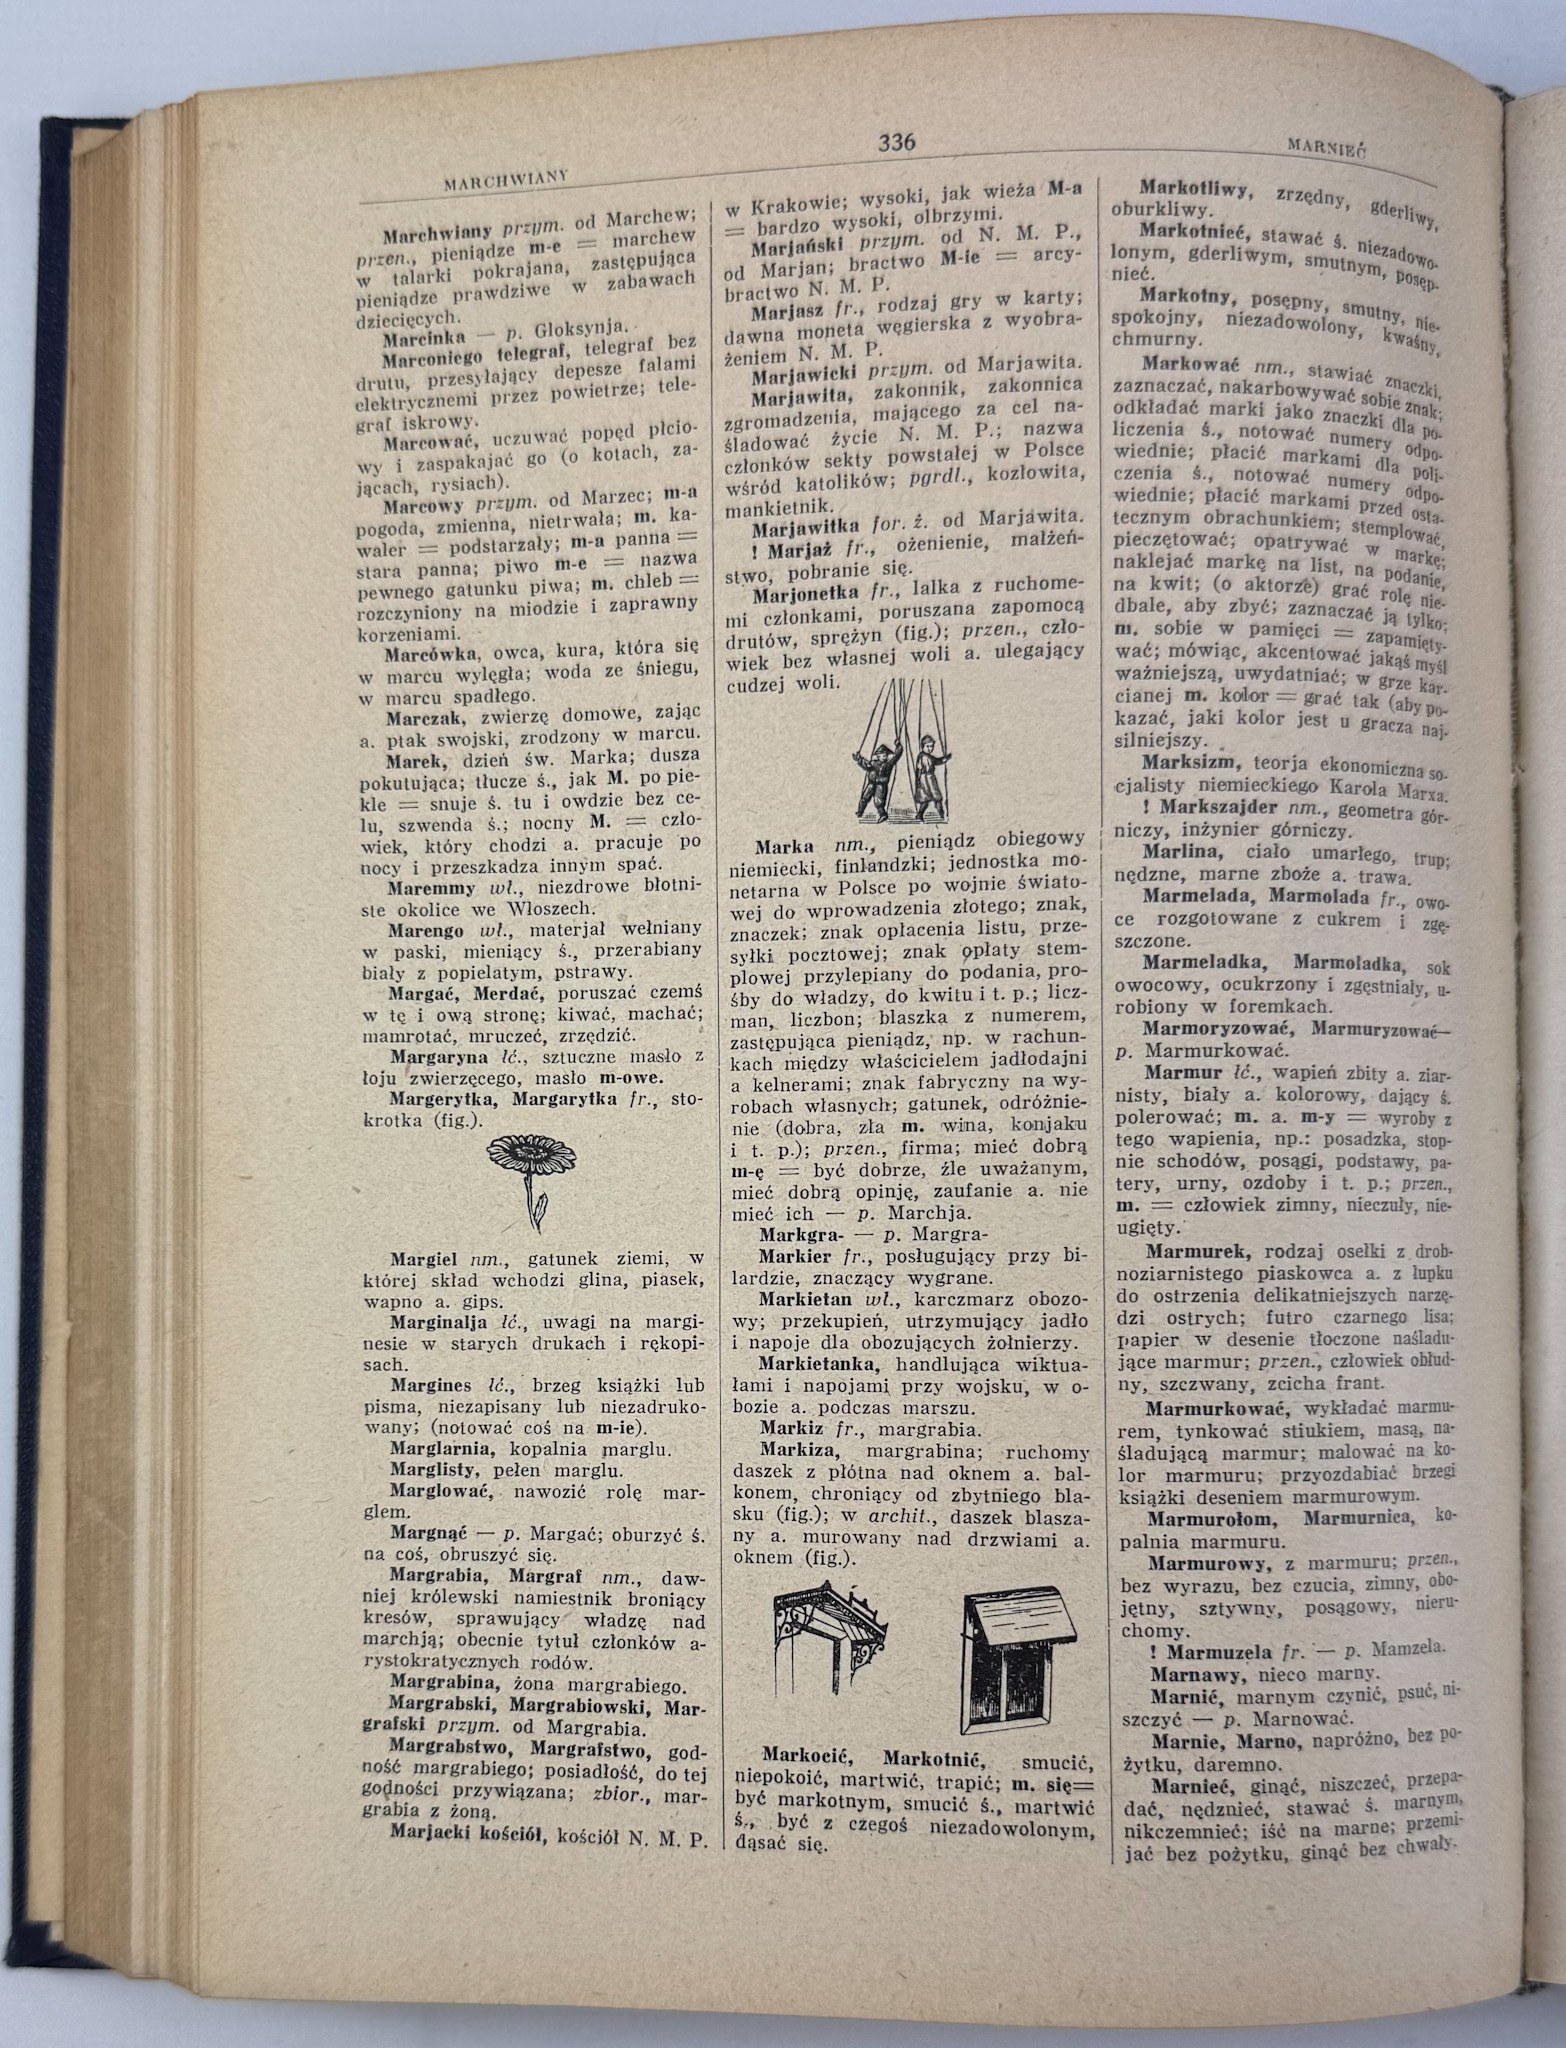 336
MARCHWIANY
MARNIEĆ
Marchwiany przym. od Marchew;
przen., pieniądze m-e = marchew
w talarki pokrajana, zastępująca
pieniądze prawdziwe w zabawach
dziecięcych.
Marcinka — p. Gloksynja.
Marconiego telegraf, telegraf bez
drutu, przesyłający depesze falami
elektrycznemi przez powietrze; tele-
graf iskrowy.
Marcować, uczuwać popęd płcio-
wy i zaspakajać go (o kotach, za-
jącach, rysiach).
Marcowy przym. od Marzec; m-a
pogoda, zmienna, nietrwała; m. ka-
waler = podstarzały; m-a panna =
stara panna; piwo m-e = nazwa
pewnego gatunku piwa; m. chleb =
rozczyniony na miodzie i zaprawny
korzeniami.
Marcówka, owca, kura, która się
w marcu wylęgła; woda ze śniegu,
w marcu spadłego.
Marczak, zwierzę domowe, zając
a. ptak swojski, zrodzony w marcu.
Marek, dzień św. Marka; dusza
pokutująca; tłucze ś., jak M. po pie-
kle = snuje ś. tu i owdzie bez ce-
lu, szwenda ś.; nocny M. = czło-
wiek, który chodzi a. pracuje po
nocy i przeszkadza innym spać.
Maremmy wł., niezdrowe błotni-
ste okolice we Włoszech.
Marengo wł., materjał wełniany
w paski, mieniący ś., przerabiany
biały z popielatym, pstrawy.
Margać, Merdać, poruszać czemś
w tę i ową stronę; kiwać, machać;
mamrotać, mruczeć, zrzędzić.
Margaryna łć., sztuczne masło z
łoju zwierzęcego, masło m-owe.
Margerytka, Margarytka fr., sto-
krotka (fig.).
Margiel nm., gatunek ziemi, w
której skład wchodzi glina, piasek,
wapno a. gips.
Marginalja łć., uwagi na margi-
nesie w starych drukach i rękopi-
sach.
Margines łć., brzeg książki lub
pisma, niezapisany lub niezadruko-
wany; (notować coś na m-ie).
Marglarnia, kopalnia marglu.
Marglisty, pełen marglu.
Marglować, nawozić rolę mar-
glem.
Margnąć — p. Margać; oburzyć ś.
na coś, obruszyć się.
Margrabia, Margraf nm., daw-
niej królewski namiestnik broniący
kresów, sprawujący władzę nad
marchją; obecnie tytuł członków a-
rystokratycznych rodów.
Margrabina, żona margrabiego.
Margrabski, Margrabiowski, Mar-
grafski przym. od Margrabia.
Margrabstwo, Margrafstwo, god-
ność margrabiego; posiadłość, do tej
godności przywiązana; zbior., mar-
grabia z żoną.
Marjacki kościół, kościół N. M. P.
w Krakowie; wysoki, jak wieża M-a
= bardzo wysoki, olbrzymi.
Marjański przym. od N. M. P.,
od Marjan; bractwo M-ie = arcy-
bractwo N. M. P.
Marjasz fr., rodzaj gry w karty;
dawna moneta węgierska z wyobra-
żeniem N. M. P.
Marjawicki przym. od Marjawita.
Marjawita, zakonnik, zakonnica
zgromadzenia, mającego za cel na-
śladować życie N. M. P.; nazwa
członków sekty powstałej w Polsce
wśród katolików; pgrdl., kozłowita,
mankietnik.
Marjawitka for. ż. od Marjawita.
! Marjaż fr., ożenienie, małżeń-
stwo, pobranie się.
Marjonetka fr., lalka z ruchome-
mi członkami, poruszana zapomocą
drutów, sprężyn (fig.); przen., czło-
wiek bez własnej woli a. ulegający
cudzej woli.
Marka nm., pieniądz obiegowy
niemiecki, finlandzki; jednostka mo-
netarna w Polsce po wojnie świato-
wej do wprowadzenia złotego; znak,
znaczek; znak opłacenia listu, prze-
syłki pocztowej; znak opłaty stem-
plowej przylepiany do podania, pro-
śby do władzy, do kwitu i t. p.; licz-
man, liczbon; blaszka z numerem,
zastępująca pieniądz, np. w rachun-
kach między właścicielem jadłodajni
a kelnerami; znak fabryczny na wy-
robach własnych; gatunek, odróżnie-
nie (dobra, zła m. wina, konjaku
i t. p.); przen., firma; mieć dobrą
m-ę = być dobrze, źle uważanym,
mieć dobrą opinję, zaufanie a. nie
mieć ich — p. Marchja.
Markgra- — p. Margra-
Markier fr., posługujący przy bi-
lardzie, znaczący wygrane.
Markietan wł., karczmarz obozo-
wy; przekupień, utrzymujący jadło
i napoje dla obozujących żołnierzy.
Markietanka, handlująca wiktua-
łami i napojami przy wojsku, w o-
bozie a. podczas marszu.
Markiz fr., margrabia.
Markiza, margrabina; ruchomy
daszek z płótna nad oknem a. bal-
konem, chroniący od zbytniego bla-
sku (fig.); w archit., daszek blasza-
ny a. murowany nad drzwiami a.
oknem (fig.).
Markocić, Markotnić, smucić,
niepokoić, martwić, trapić; m. się=
być markotnym, smucić ś., martwić
ś., być z czegoś niezadowolonym,
dąsać się.
Markotliwy, zrzędny, gderliwy,
oburkliwy.
Markotnieć, stawać ś. niezadowo-
lonym, gderliwym, smutnym, posęp-
nieć.
Markotny, posępny, smutny, nie-
spokojny, niezadowolony, kwaśny,
chmurny.
Markować nm., stawiać znaczki,
zaznaczać, nakarbowywać sobie znak;
odkładać marki jako znaczki dla po-
liczenia ś., notować numery odpo-
wiednie; płacić markami dla poli-
czenia ś., notować numery odpo-
wiednie; płacić markami przed osta-
tecznym obrachunkiem; stemplować,
pieczętować; opatrywać w markę;
naklejać markę na list, na podanie,
na kwit; (o aktorze) grać rolę nie-
dbale, aby zbyć; zaznaczać ją tylko;
m. sobie w pamięci = zapamięty-
wać; mówiąc, akcentować jakąś myśl
ważniejszą, uwydatniać; w grze kar-
cianej m. kolor = grać tak (aby po-
kazać, jaki kolor jest u gracza naj-
silniejszy.
Marksizm, teorja ekonomiczna so-
cjalisty niemieckiego Karola Marxa.
! Markszajder nm., geometra gór-
niczy, inżynier górniczy.
Marlina, ciało umarłego, trup;
nędzne, marne zboże a. trawa.
Marmelada, Marmolada fr., owo-
ce rozgotowane z cukrem i zgę-
szczone.
Marmeladka, Marmoladka, sok
owocowy, ocukrzony i zgęstniały, u-
robiony w foremkach.
Marmoryzować, Marmuryzować—
p. Marmurkować.
Marmur łć., wapień zbity a. ziar-
nisty, biały a. kolorowy, dający ś.
polerować; m. a. m-y = wyroby z
tego wapienia, np.: posadzka, stop-
nie schodów, posągi, podstawy, pa-
tery, urny, ozdoby i t. p.; przen.,
m. = człowiek zimny, nieczuły, nie-
ugięty.
Marmurek, rodzaj osełki z drob-
noziarnistego piaskowca a. z łupku
do ostrzenia delikatniejszych narzę-
dzi ostrych; futro czarnego lisa;
papier w desenie tłoczone naśladu-
jące marmur; przen., człowiek obłud-
ny, szczwany, zcicha frant.
Marmurkować, wykładać marmu-
rem, tynkować stiukiem, masą, na-
śladującą marmur; malować na ko-
lor marmuru; przyozdabiać brzegi
książki deseniem marmurowym.
Marmurołom, Marmurnica, ko-
palnia marmuru.
Marmurowy, z marmuru; przen.,
bez wyrazu, bez czucia, zimny, obo-
jętny, sztywny, posągowy, nieru-
chomy.
! Marmuzela fr. — p. Mamzela.
Marnawy, nieco marny.
Marnić, marnym czynić, psuć, ni-
szczyć — p. Marnować.
Marnie, Marno, napróżno, bez po-
żytku, daremno.
Marnieć, ginąć, niszczeć, przepa-
dać, nędznieć, stawać ś. marnym,
nikczemnieć; iść na marne; przemi-
jać bez pożytku, ginąć bez chwały.